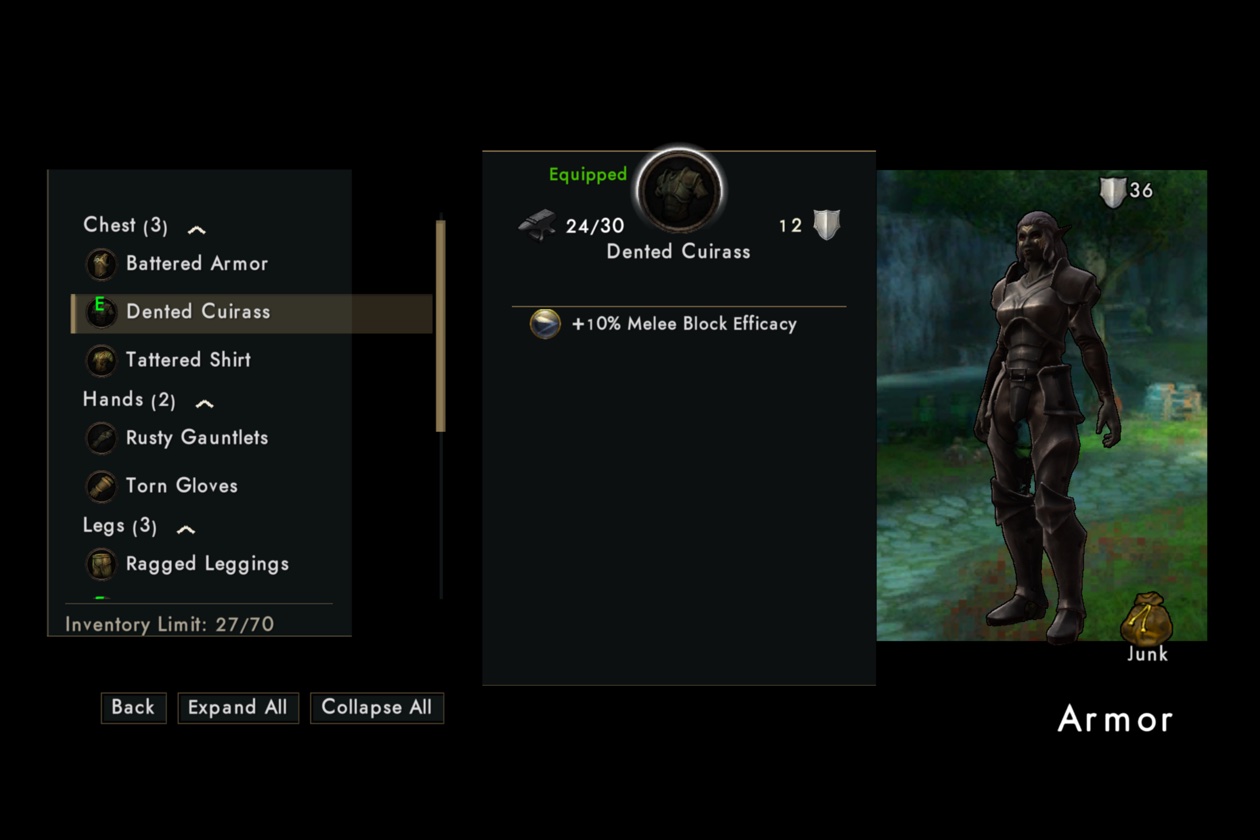 Chest (3)
Battered Armor
E
Dented Cuirass
Tattered Shirt
Hands (2)
Rusty Gauntlets
Torn Gloves
Legs (3)
Ragged Leggings
Inventory Limit: 27/70
Back
Expand All
Collapse All
Equipped
24/30
12
Dented Cuirass
+10% Melee Block Efficacy
36
Junk
Armor